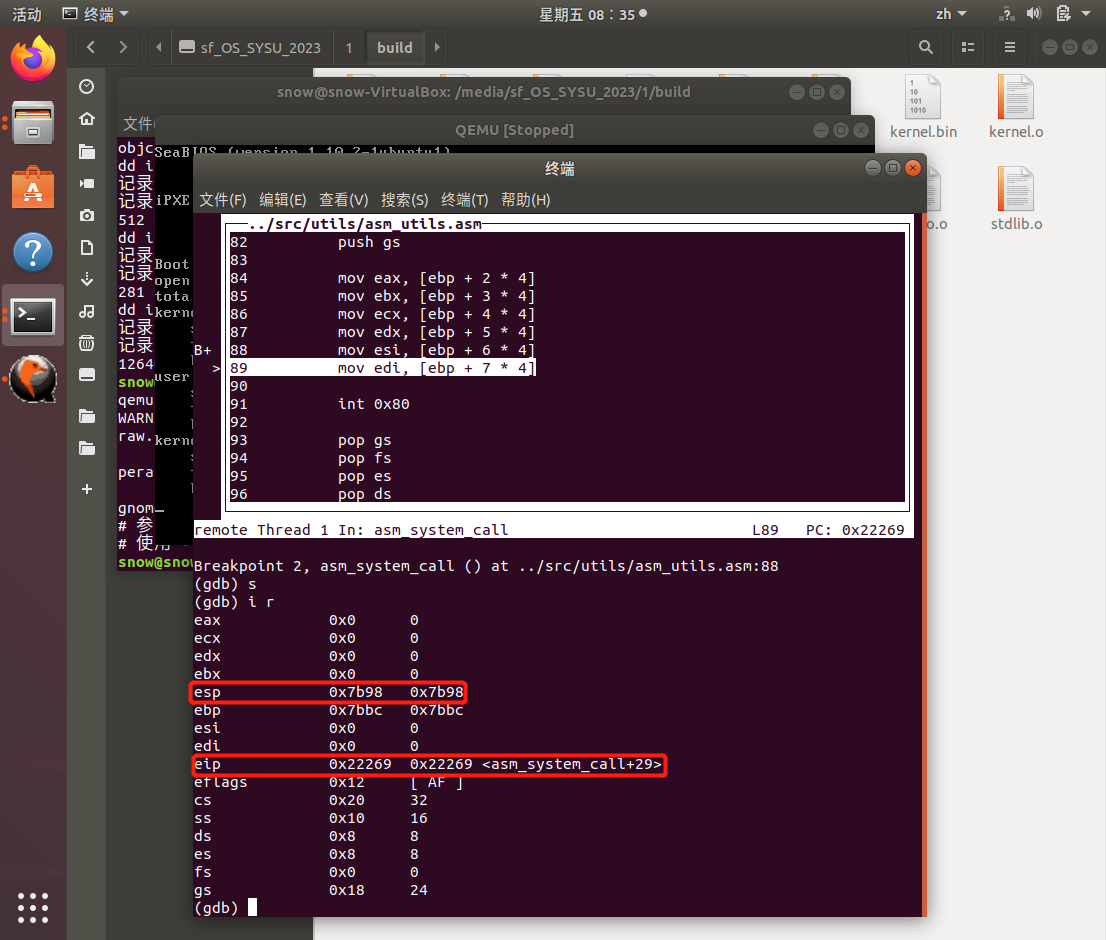 活动
终端
星期五 08：35
zh
sf_OS_SYSU_2023
1
build
snow@snow-VirtualBox: /media/sf_OS_SYSU_2023/1/build
kernel.bin
kernel.o
o.o
stdlib.o
文件(
objc
dd i
记录
记录
512
dd i
记录
记录
281
dd i
记录
记录
1264
snow
qemu
WARN
raw.
pera
gnom
# 参
# 使用
snow@snow
QEMU [Stopped]
SeaBIOS (version 1.10.2-1ubuntu1)
iPXE
Boot
open
tota
kerne
user
kerne
终端
文件(F) 编辑(E) 查看(V) 搜索(S) 终端(T) 帮助(H)
../src/utils/asm_utils.asm
82 push gs
83
84 mov eax, [ebp + 2 * 4]
85 mov ebx, [ebp + 3 * 4]
86 mov ecx, [ebp + 4 * 4]
87 mov edx, [ebp + 5 * 4]
B+ 88 mov esi, [ebp + 6 * 4]
> 89 mov edi, [ebp + 7 * 4]
90
91 int 0x80
92
93 pop gs
94 pop fs
95 pop es
96 pop ds
remote Thread 1 In: asm_system_call L89 PC: 0x22269
Breakpoint 2, asm_system_call () at ../src/utils/asm_utils.asm:88
(gdb) s
(gdb) i r
eax 0x0 0
ecx 0x0 0
edx 0x0 0
ebx 0x0 0
esp 0x7b98 0x7b98
ebp 0x7bbc 0x7bbc
esi 0x0 0
edi 0x0 0
eip 0x22269 0x22269 <asm_system_call+29>
eflags 0x12 [ AF ]
cs 0x20 32
ss 0x10 16
ds 0x8 8
es 0x8 8
fs 0x0 0
gs 0x18 24
(gdb)